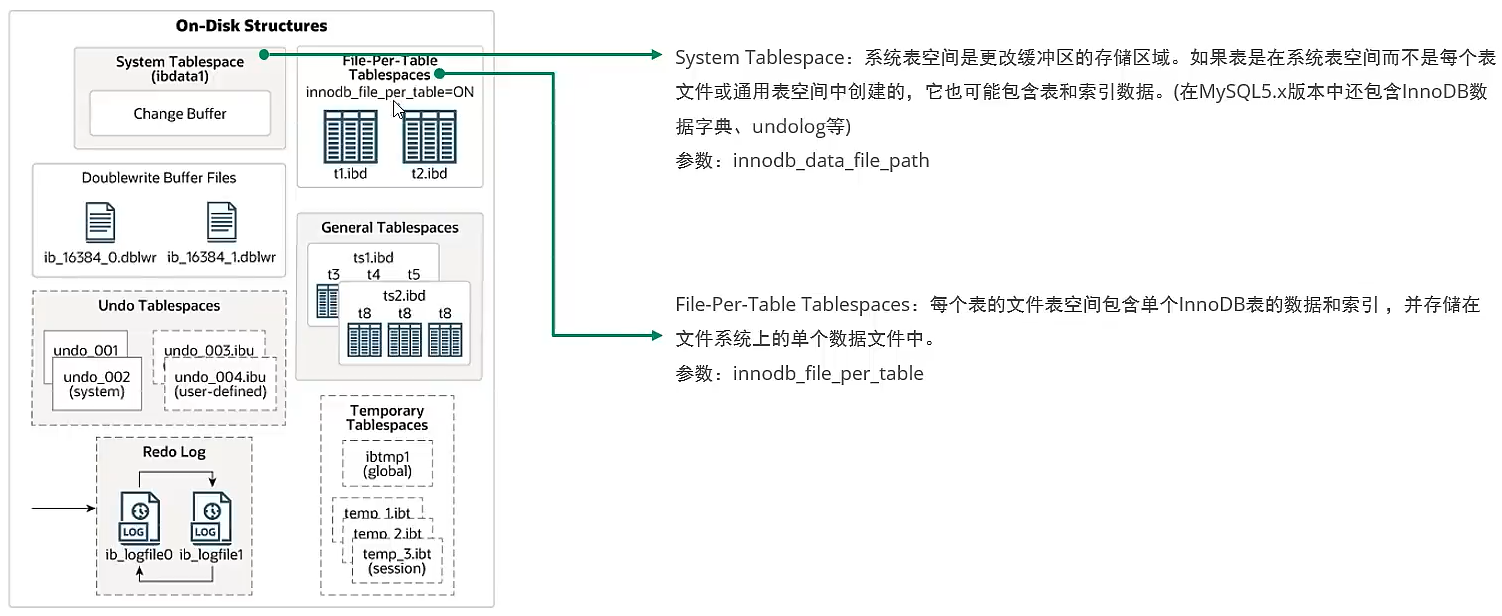 On-Disk Structures
System Tablespace
(ibdata1)
Change Buffer
File-Per-Table
Tablespaces
innodb_file_per_table=ON
t1.ibd
t2.ibd
Doublewrite Buffer Files
ib_16384_0.dblwr
ib_16384_1.dblwr
General Tablespaces
ts1.ibd
t3
t4
t5
ts2.ibd
t8
t8
t8
Undo Tablespaces
undo_001
undo_002
(system)
undo_003.ibu
undo_004.ibu
(user-defined)
Temporary
Tablespaces
ibtmp1
(global)
temp_1.ibt
temp_2.ibt
temp_3.ibt
(session)
Redo Log
LOG
LOG
ib_logfile0
ib_logfile1
System Tablespace：系统表空间是更改缓冲区的存储区域。如果表是在系统表空间而不是每个表
文件或通用表空间中创建的，它也可能包含表和索引数据。(在MySQL5.x版本中还包含InnoDB数
据字典、undolog等)
参数：innodb_data_file_path
File-Per-Table Tablespaces：每个表的文件表空间包含单个InnoDB表的数据和索引 ，并存储在
文件系统上的单个数据文件中。
参数：innodb_file_per_table